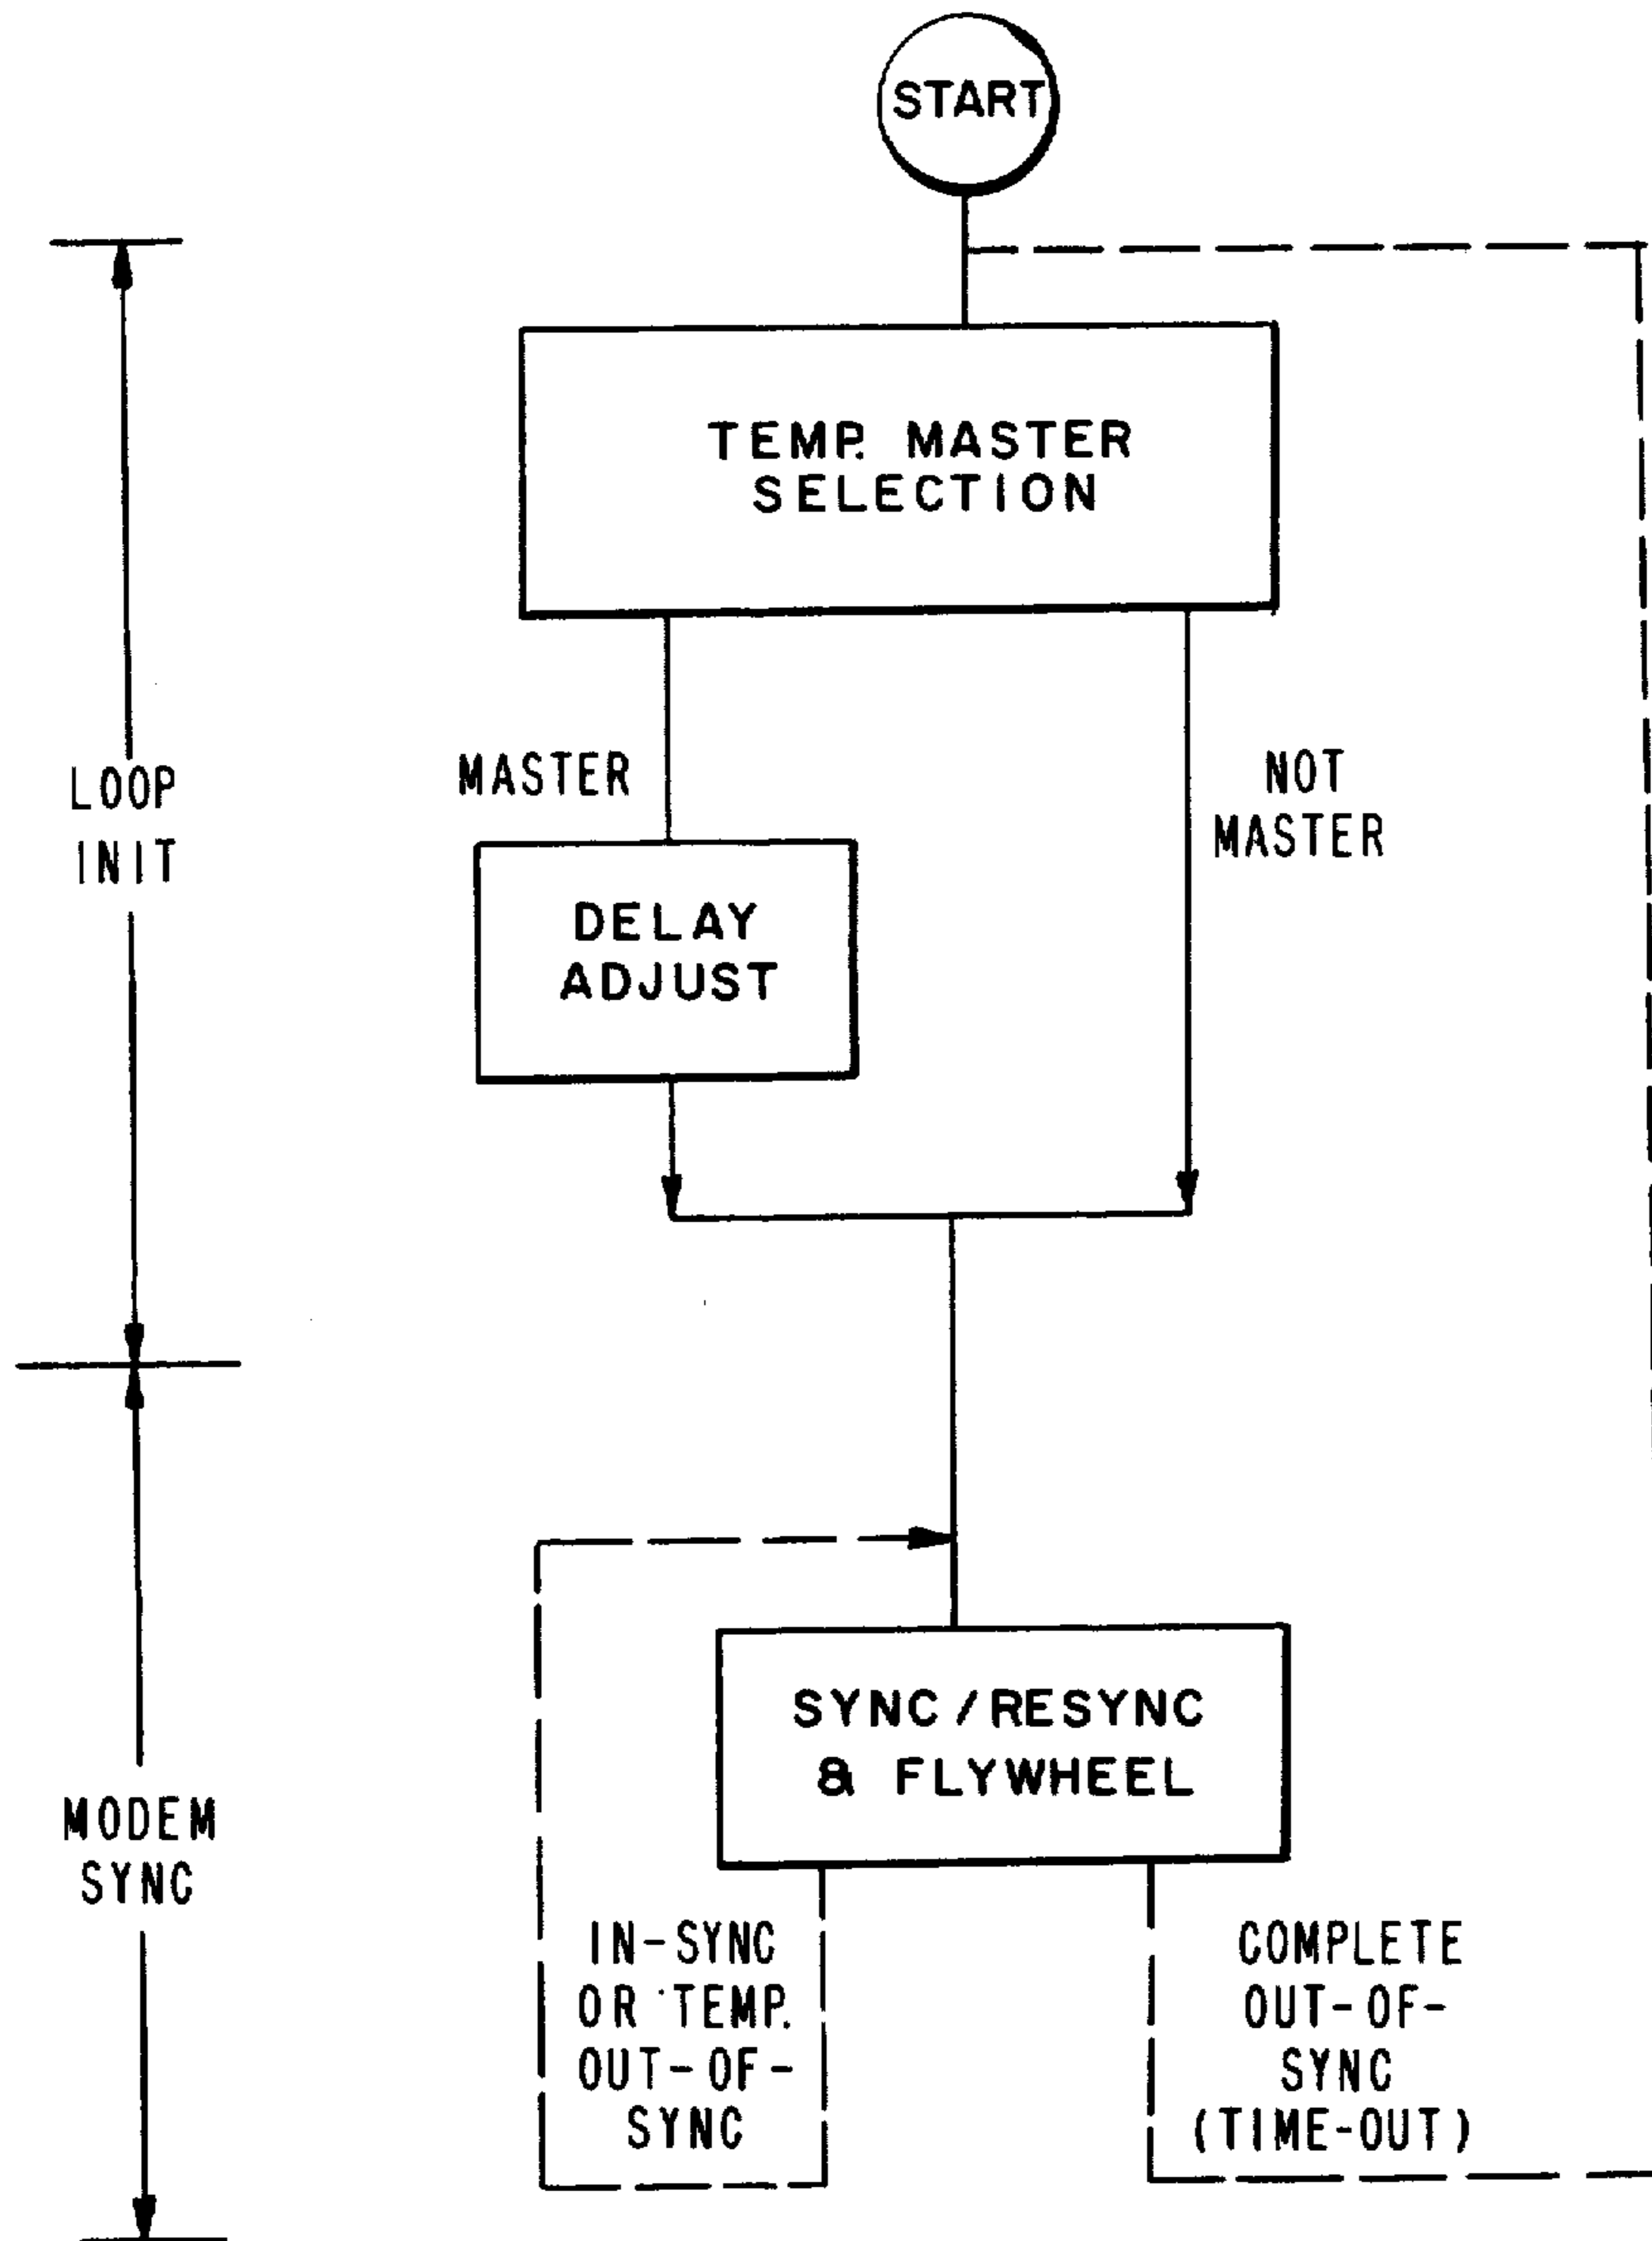 START
TEMP. MASTER
SELECTION
LOOP
INIT
MASTER
NOT
MASTER
DELAY
ADJUST
SYNC/RESYNC
& FLYWHEEL
MODEM
SYNC
IN-SYNC
OR TEMP.
OUT-OF-
SYNC
COMPLETE
OUT-OF-
SYNC
(TIME-OUT)